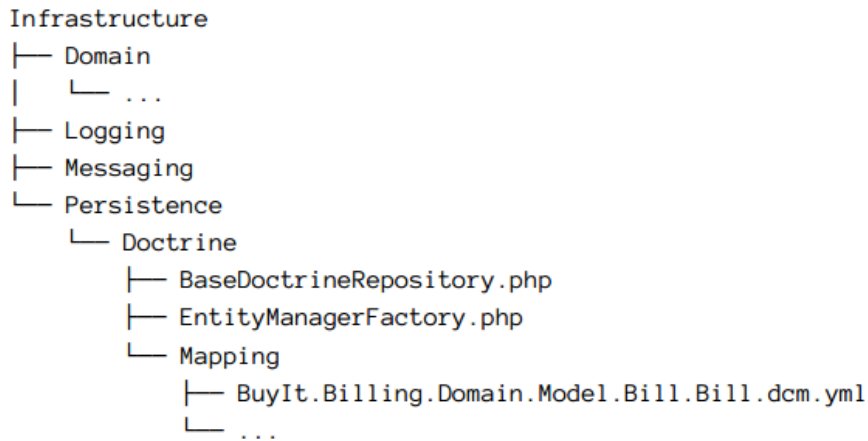 Infrastructure
├── Domain
│   └── ...
├── Logging
├── Messaging
└── Persistence
    └── Doctrine
        ├── BaseDoctrineRepository.php
        ├── EntityManagerFactory.php
        └── Mapping
            ├── BuyIt.Billing.Domain.Model.Bill.Bill.dcm.yml
            └── ...